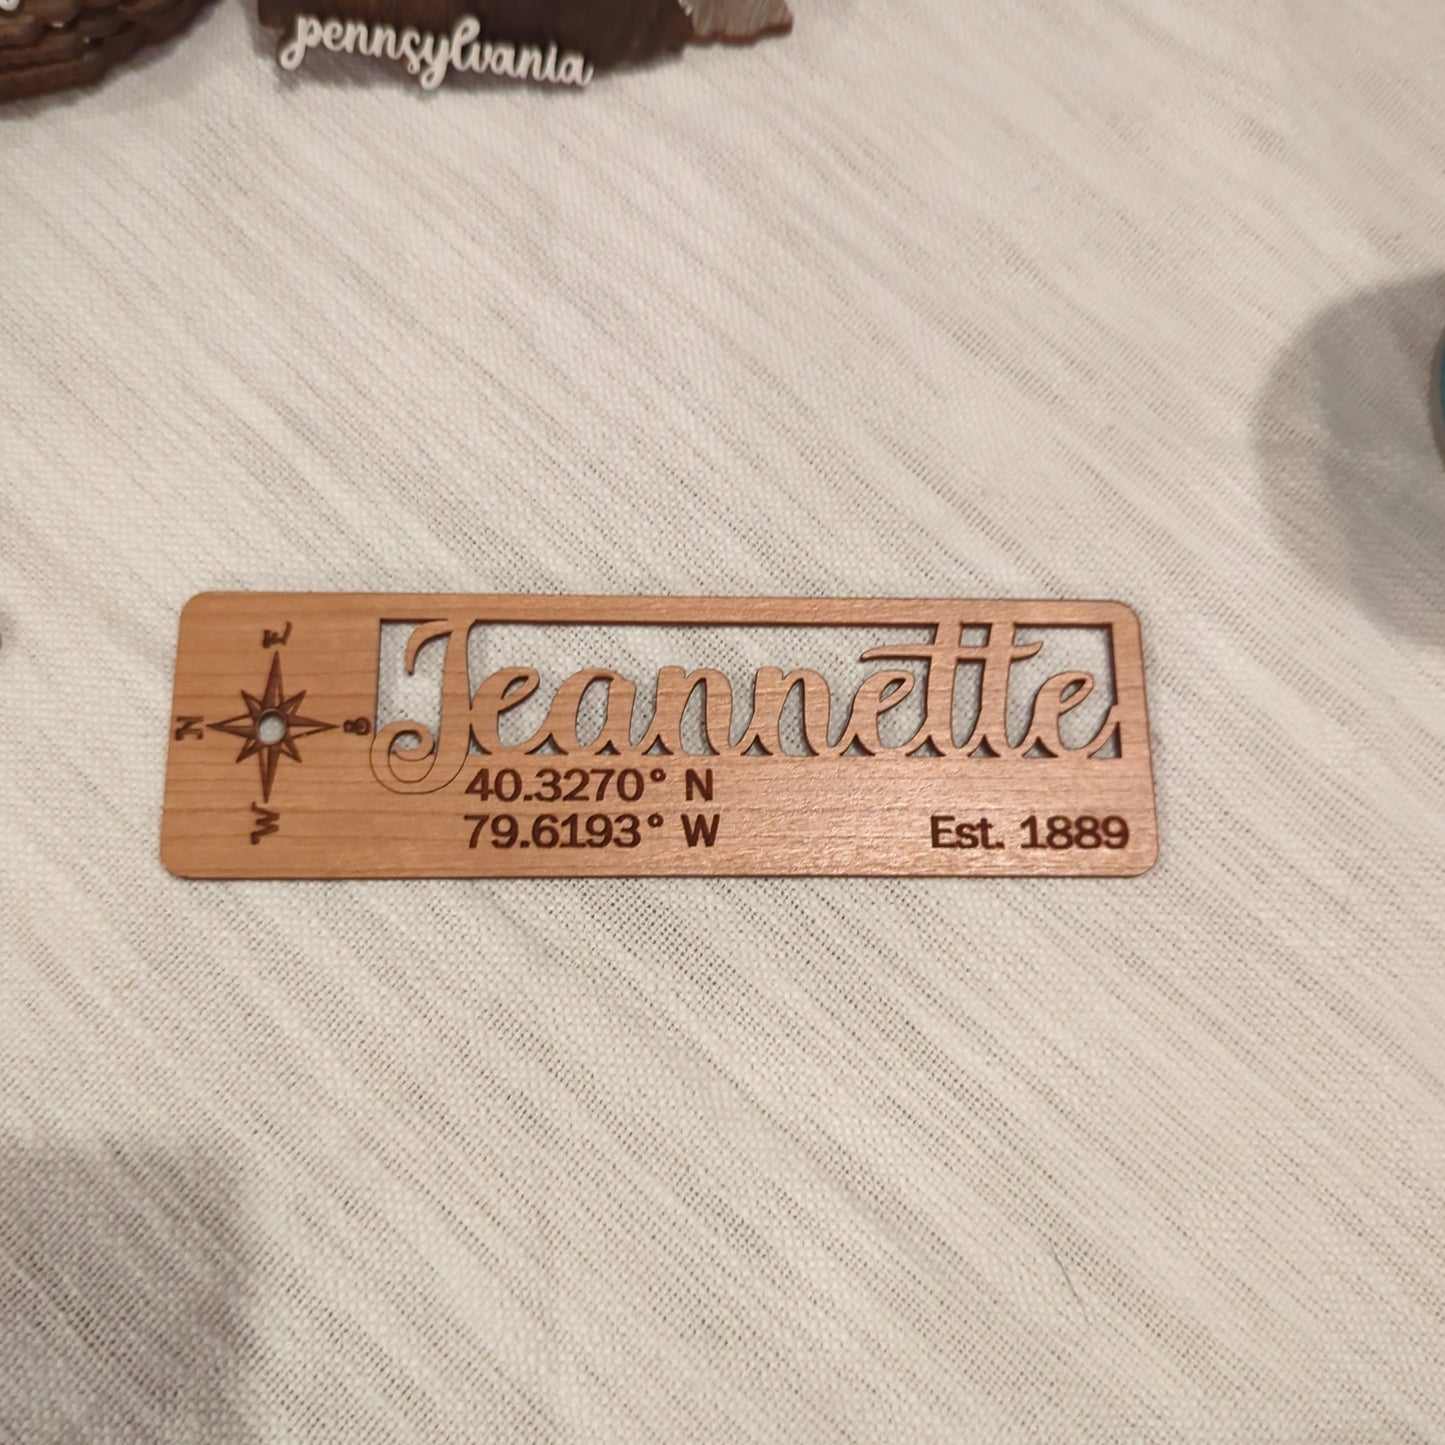 pennsylvania
Jeannette
40.3270° N
79.6193° W
Est. 1889
E
N
S
W